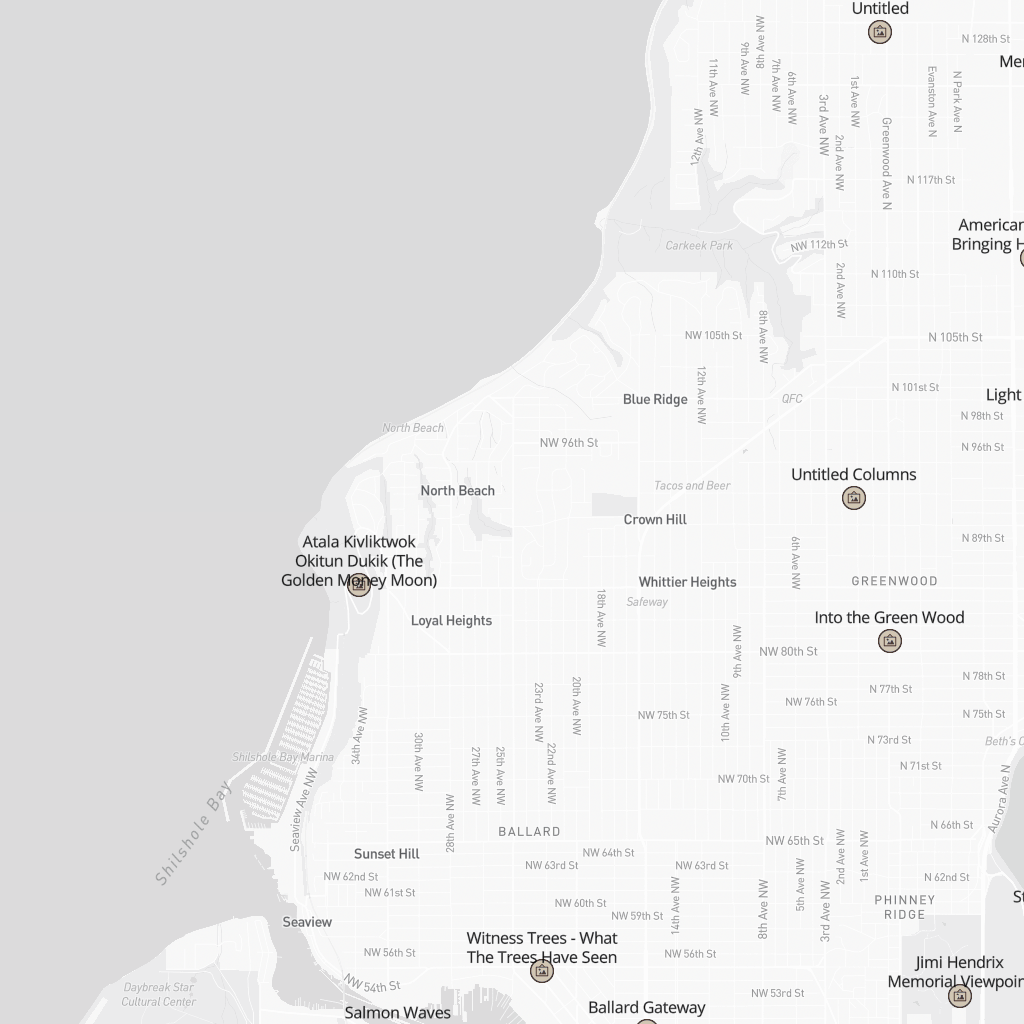 Untitled
N 128th St
Mer
8th Ave NW
9th Ave NW
11th Ave NW
7th Ave NW
6th Ave NW
1st Ave NW
Evanston Ave N
N Park Ave N
3rd Ave NW
12th Ave NW
2nd Ave NW
Greenwood Ave N
N 117th St
American
Bringing H
Carkeek Park
NW 112th St
2nd Ave NW
N 110th St
NW 105th St
8th Ave NW
N 105th St
12th Ave NW
N 101st St
Light
Blue Ridge
QFC
N 98th St
North Beach
NW 96th St
N 96th St
Untitled Columns
North Beach
Tacos and Beer
Crown Hill
N 89th St
Atala Kivliktwok
Okitun Dukik (The
Golden Money Moon)
6th Ave NW
Whittier Heights
GREENWOOD
Safeway
18th Ave NW
Loyal Heights
Into the Green Wood
9th Ave NW
NW 80th St
N 78th St
N 77th St
23rd Ave NW
20th Ave NW
10th Ave NW
NW 76th St
NW 75th St
N 75th St
34th Ave NW
30th Ave NW
27th Ave NW
25th Ave NW
22nd Ave NW
N 73rd St
Beth's C
Shilshole Bay Marina
NW 70th St
7th Ave NW
N 71st St
Aurora Ave N
Seaview Ave NW
28th Ave NW
Shilshole Bay
BALLARD
N 66th St
NW 65th St
2nd Ave NW
1st Ave NW
Sunset Hill
NW 64th St
NW 63rd St
NW 63rd St
NW 62nd St
N 62nd St
NW 61st St
14th Ave NW
8th Ave NW
5th Ave NW
3rd Ave NW
PHINNEY
RIDGE
St
NW 60th St
NW 59th St
Seaview
Witness Trees - What
The Trees Have Seen
NW 56th St
NW 56th St
Jimi Hendrix
Memorial Viewpoin
Daybreak Star
Cultural Center
NW 54th St
NW 53rd St
Salmon Waves
Ballard Gateway